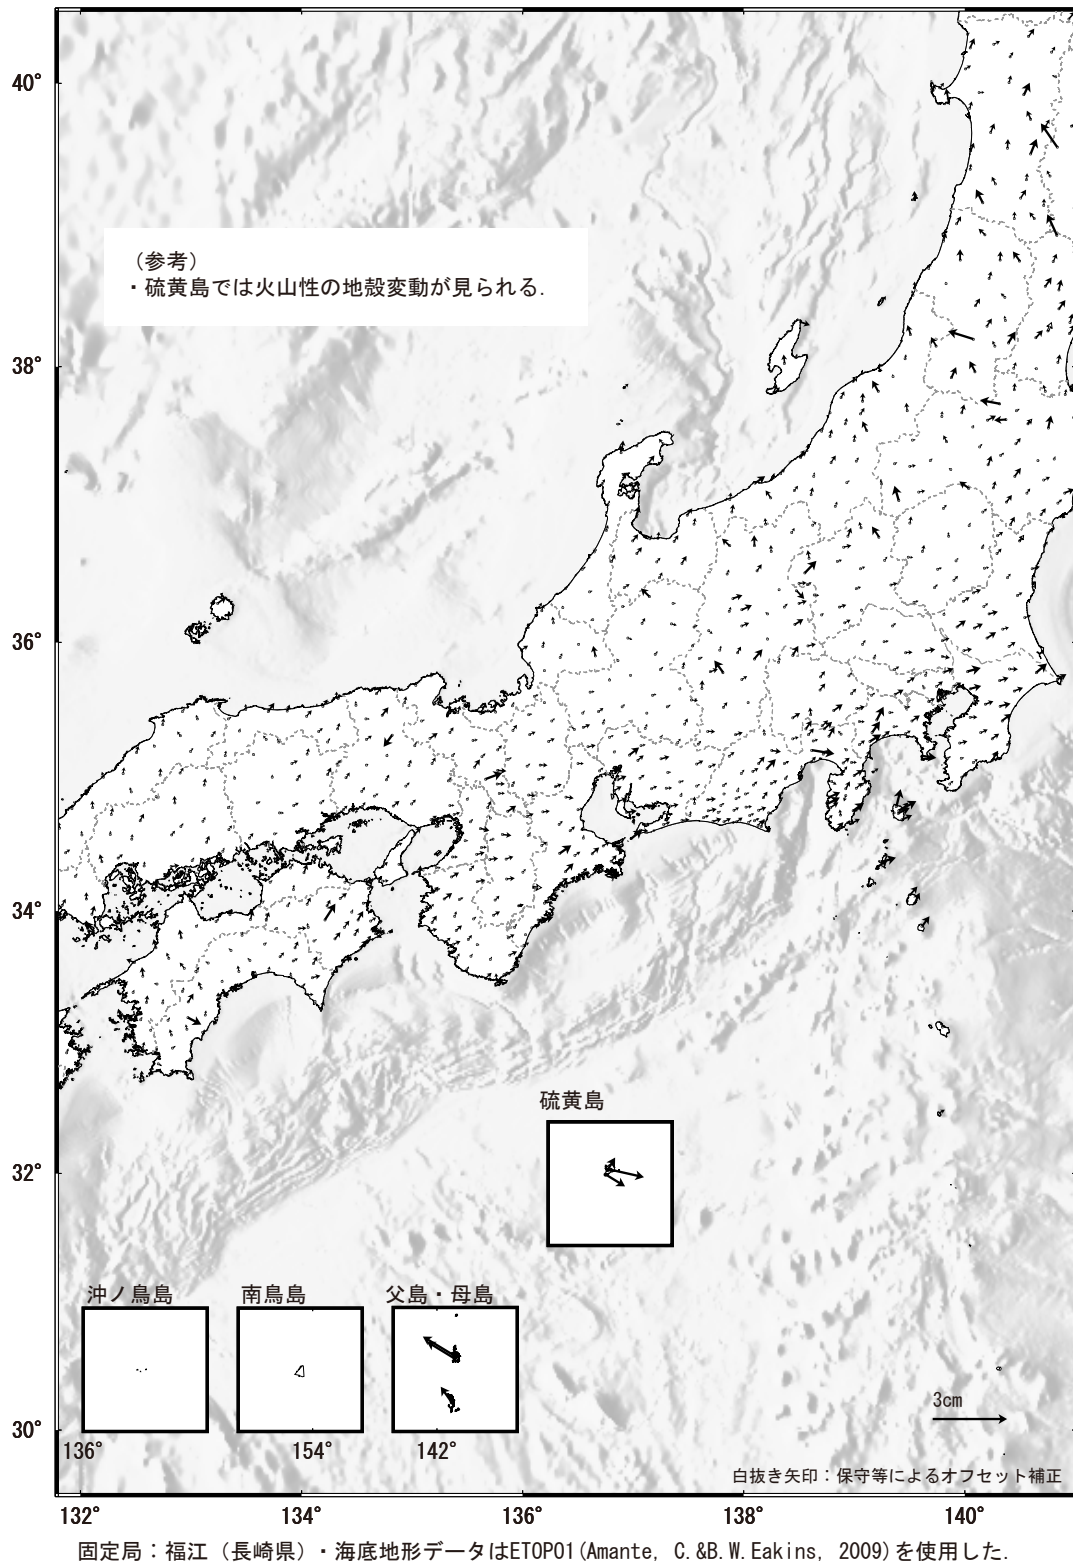 40°
（参考）
・硫黄島では火山性の地殻変動が見られる.
38°
36°
34°
硫黄島
32°
沖ノ鳥島
南鳥島
父島・母島
3cm
30°
136°
154°
142°
白抜き矢印：保守等によるオフセット補正
132°
134°
136°
138°
140°
固定局：福江（長崎県）・海底地形データはETOPO1(Amante, C.&B.W.Eakins, 2009)を使用した.